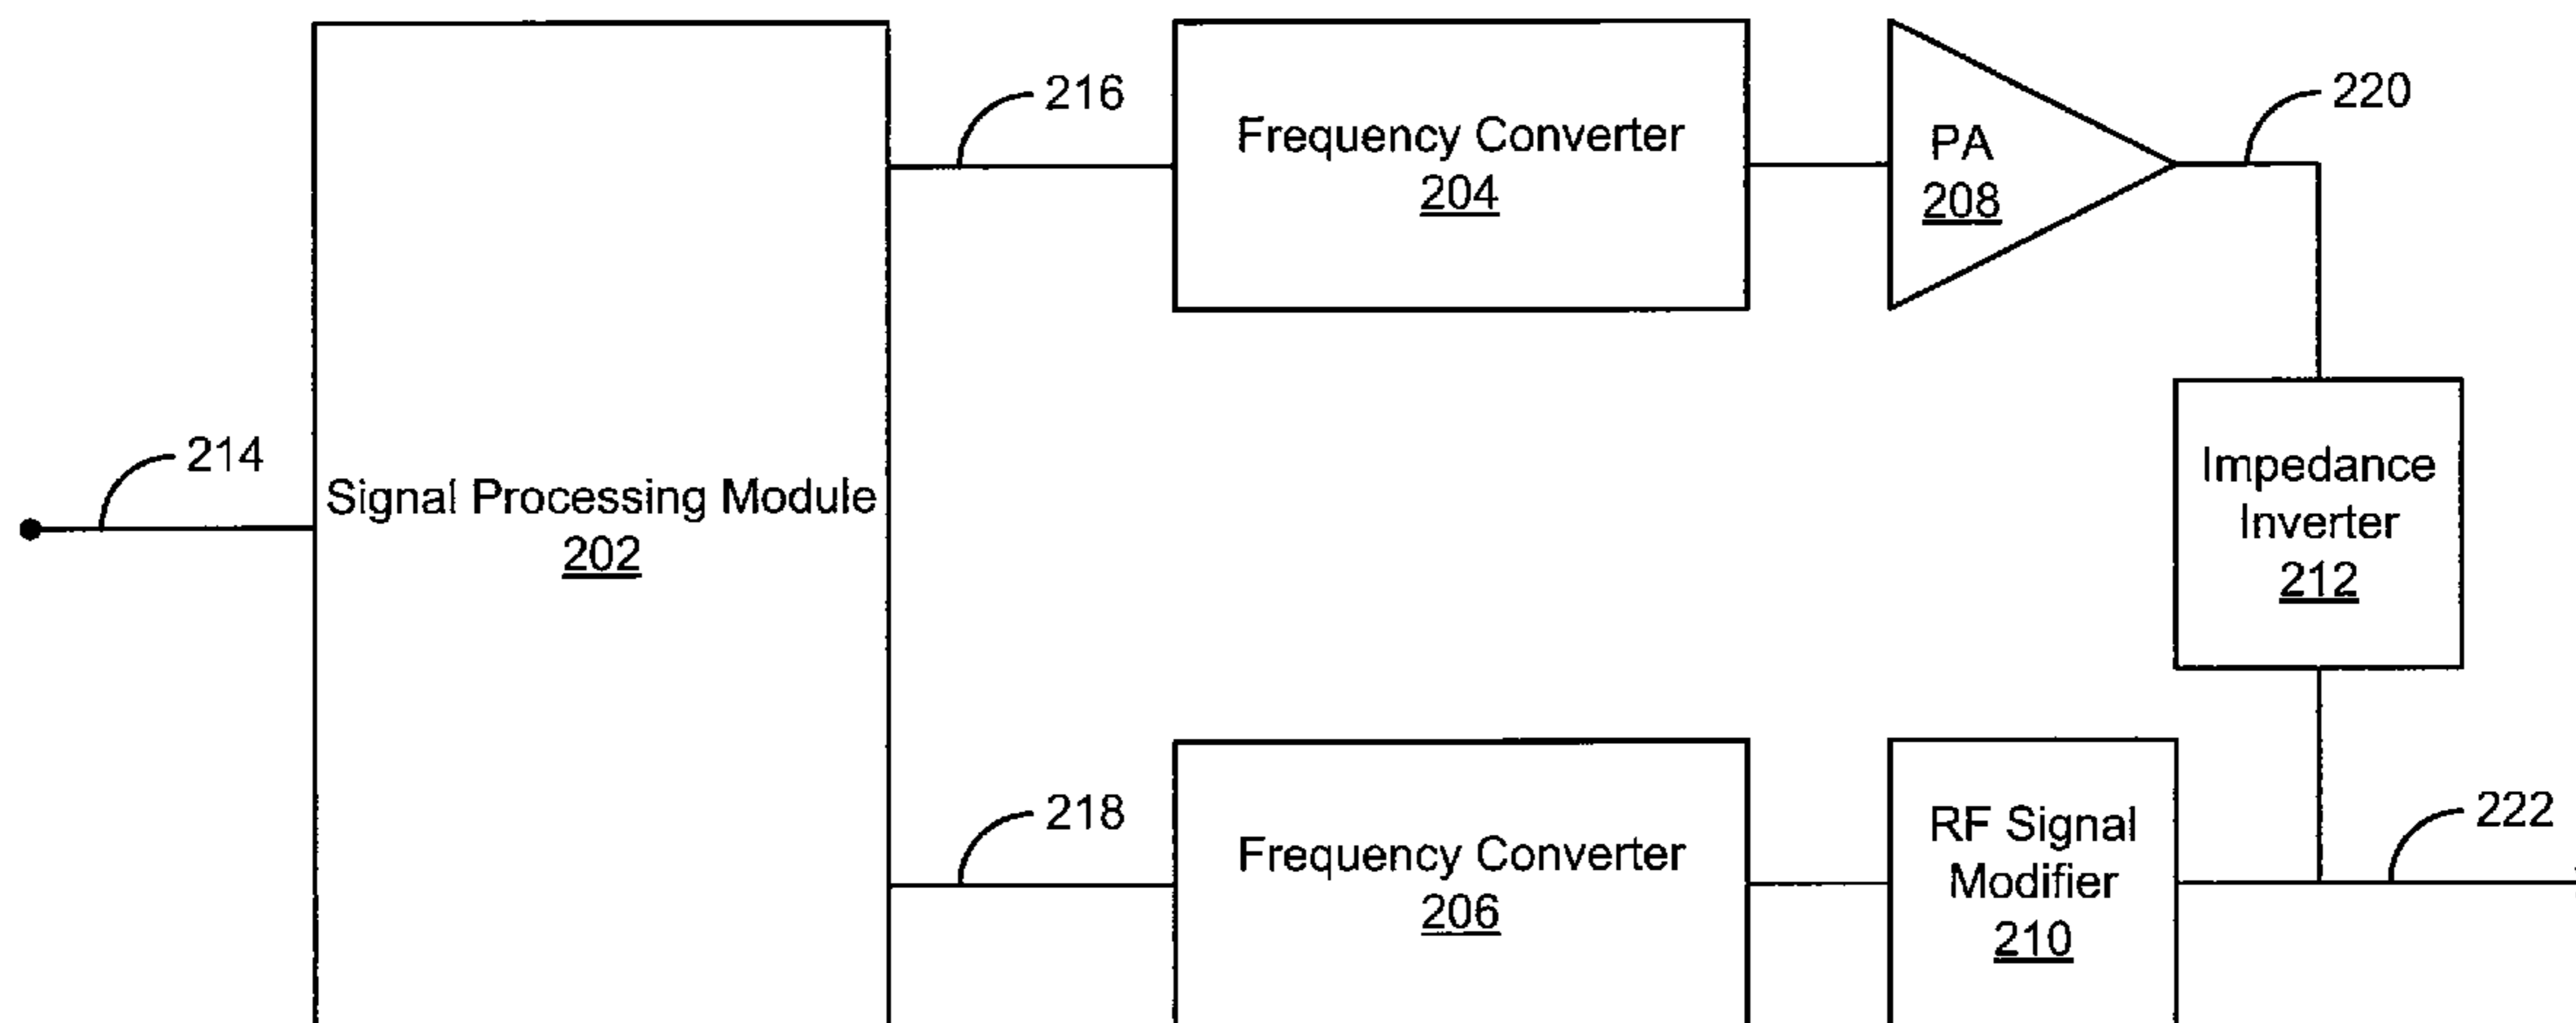 216
Frequency Converter
204
PA
208
220
214
Signal Processing Module
202
Impedance
Inverter
212
218
Frequency Converter
206
RF Signal
Modifier
210
222